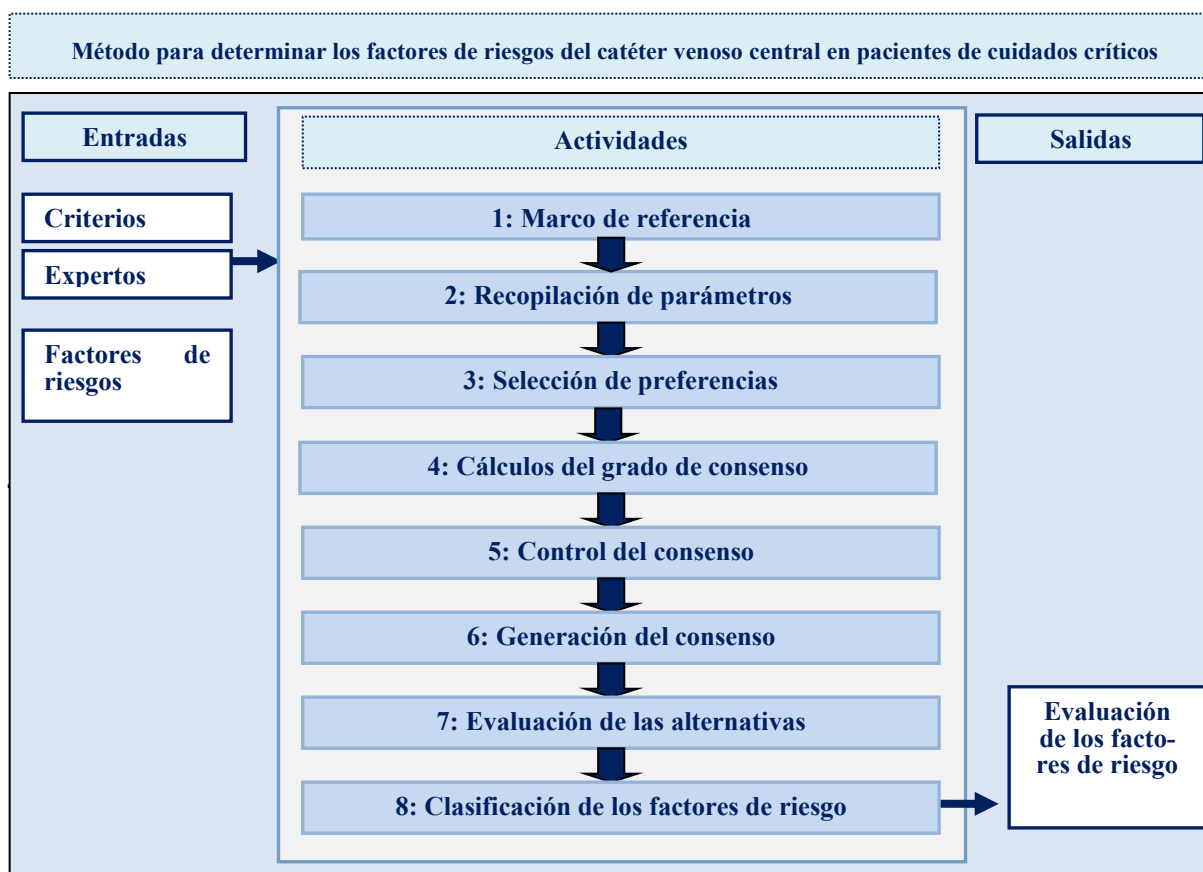 Método para determinar los factores de riesgos del catéter venoso central en pacientes de cuidados críticos
Entradas
Actividades
Salidas
Criterios
Expertos
Factores de
riesgos
1: Marco de referencia
2: Recopilación de parámetros
3: Selección de preferencias
4: Cálculos del grado de consenso
5: Control del consenso
6: Generación del consenso
7: Evaluación de las alternativas
8: Clasificación de los factores de riesgo
Evaluación
de los facto-
res de riesgo